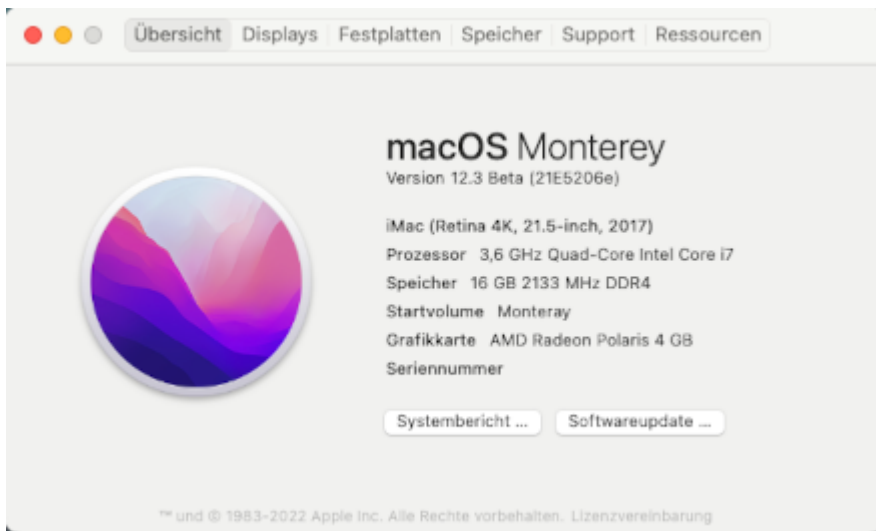 Übersicht Displays Festplatten Speicher Support Ressourcen
macOS Monterey
Version 12.3 Beta (21E5206e)
iMac (Retina 4K, 21.5-inch, 2017)
Prozessor 3,6 GHz Quad-Core Intel Core i7
Speicher 16 GB 2133 MHz DDR4
Startvolume Monteray
Grafikkarte AMD Radeon Polaris 4 GB
Seriennummer
Systembericht ... Softwareupdate ...
™ und © 1983-2022 Apple Inc. Alle Rechte vorbehalten. Lizenzvereinbarung